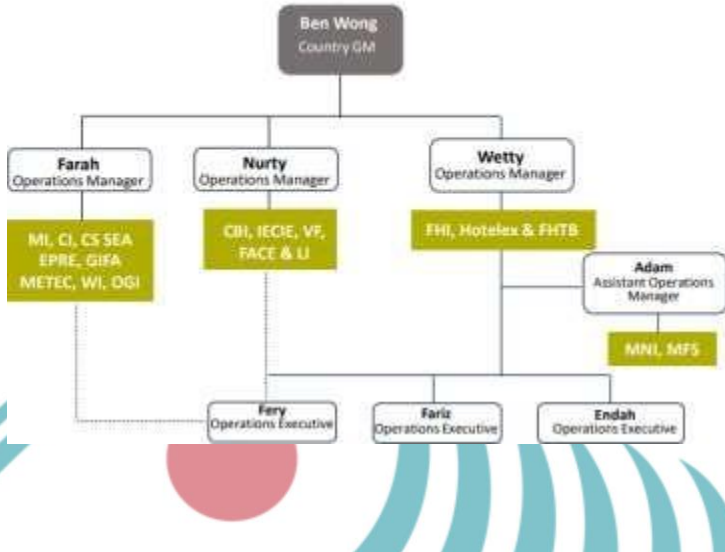 Ben Wong
Country GM
Farah
Operations Manager
Nurty
Operations Manager
Wetty
Operations Manager
MI, CI, CS SEA
EPRE, GIFA
METEC, WI, OGI
CBI, IECIE, VF,
FACE & LI
FHI, Hotelex & FHTB
Adam
Assistant Operations
Manager
MNI, MFS
Fery
Operations Executive
Fariz
Operations Executive
Endah
Operations Executive